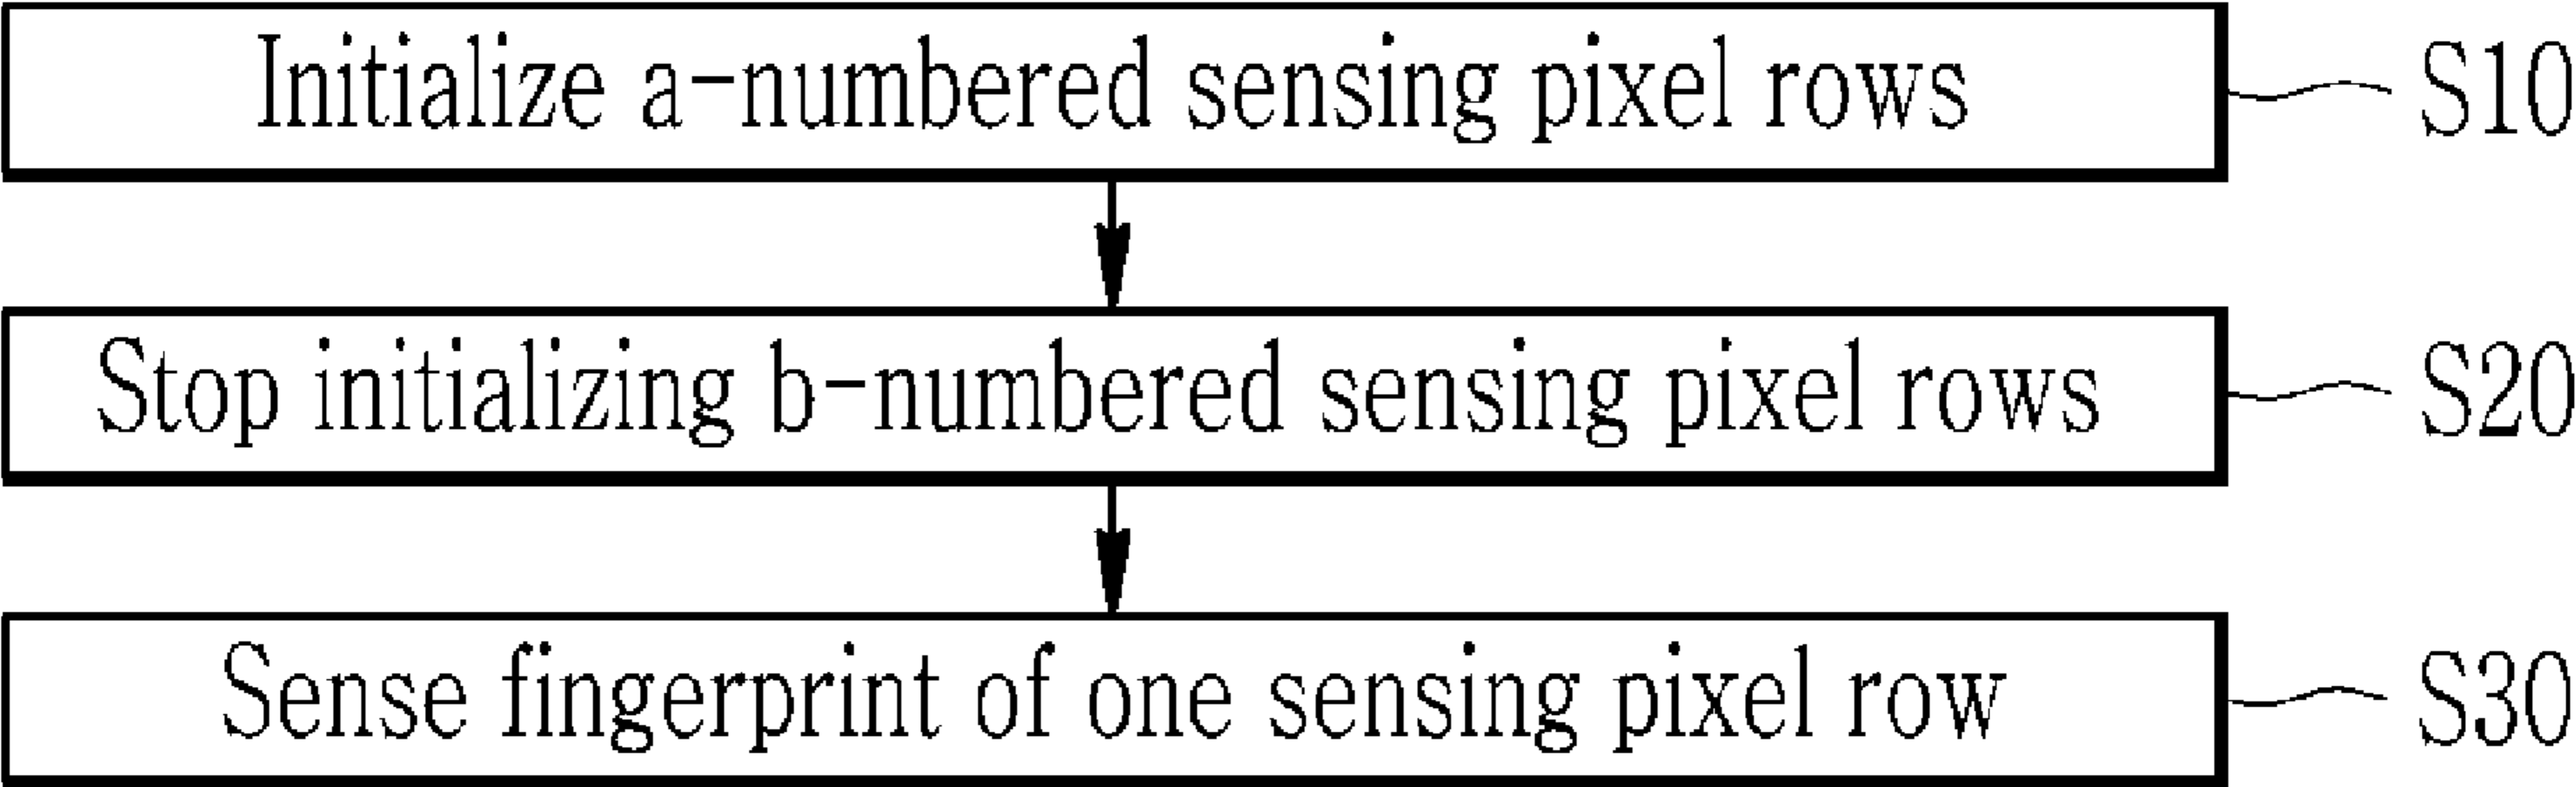 Initialize a-numbered sensing pixel rows S10
Stop initializing b-numbered sensing pixel rows S20
Sense fingerprint of one sensing pixel row S30